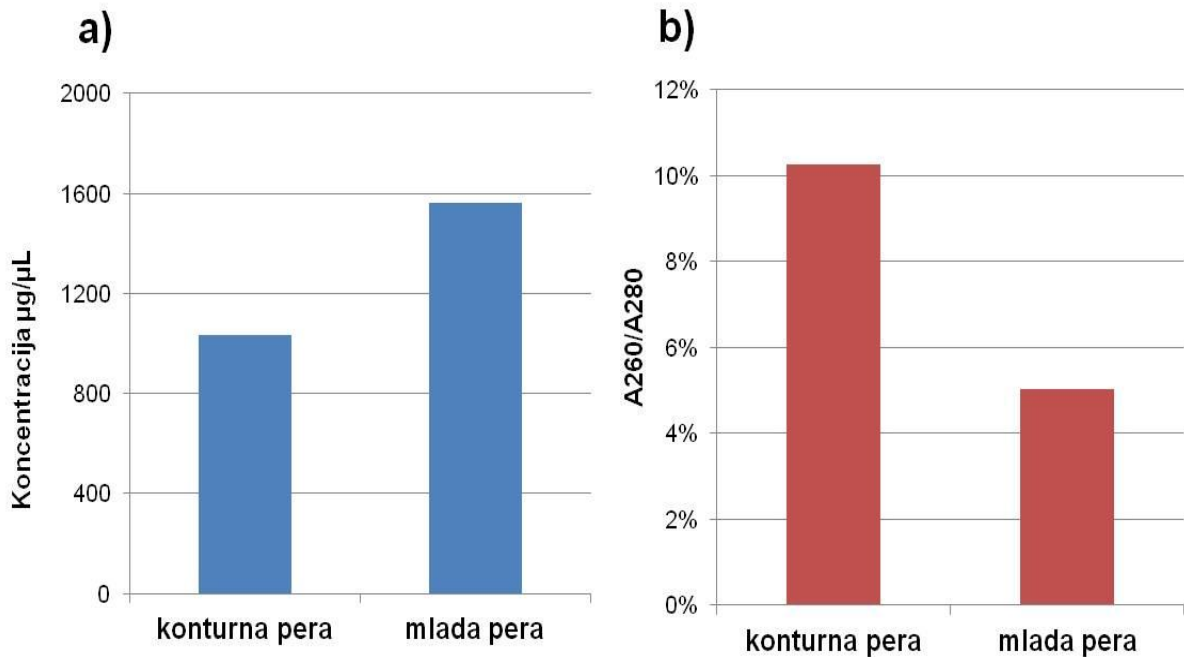 a)
Koncentracija µg/µL
2000
1600
1200
800
400
0
konturna pera
mlada pera
b)
A260/A280
12%
10%
8%
6%
4%
2%
0%
konturna pera
mlada pera